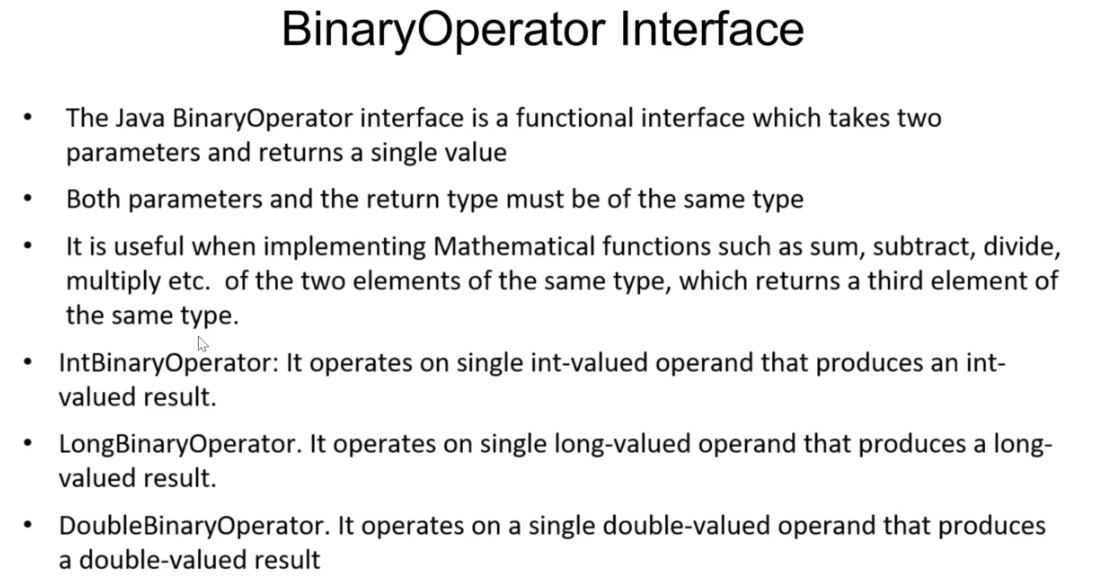 BinaryOperator Interface
• The Java BinaryOperator interface is a functional interface which takes two
parameters and returns a single value
• Both parameters and the return type must be of the same type
• It is useful when implementing Mathematical functions such as sum, subtract, divide,
multiply etc.  of the two elements of the same type, which returns a third element of
the same type.
• IntBinaryOperator: It operates on single int-valued operand that produces an int-
valued result.
• LongBinaryOperator. It operates on single long-valued operand that produces a long-
valued result.
• DoubleBinaryOperator. It operates on a single double-valued operand that produces
a double-valued result